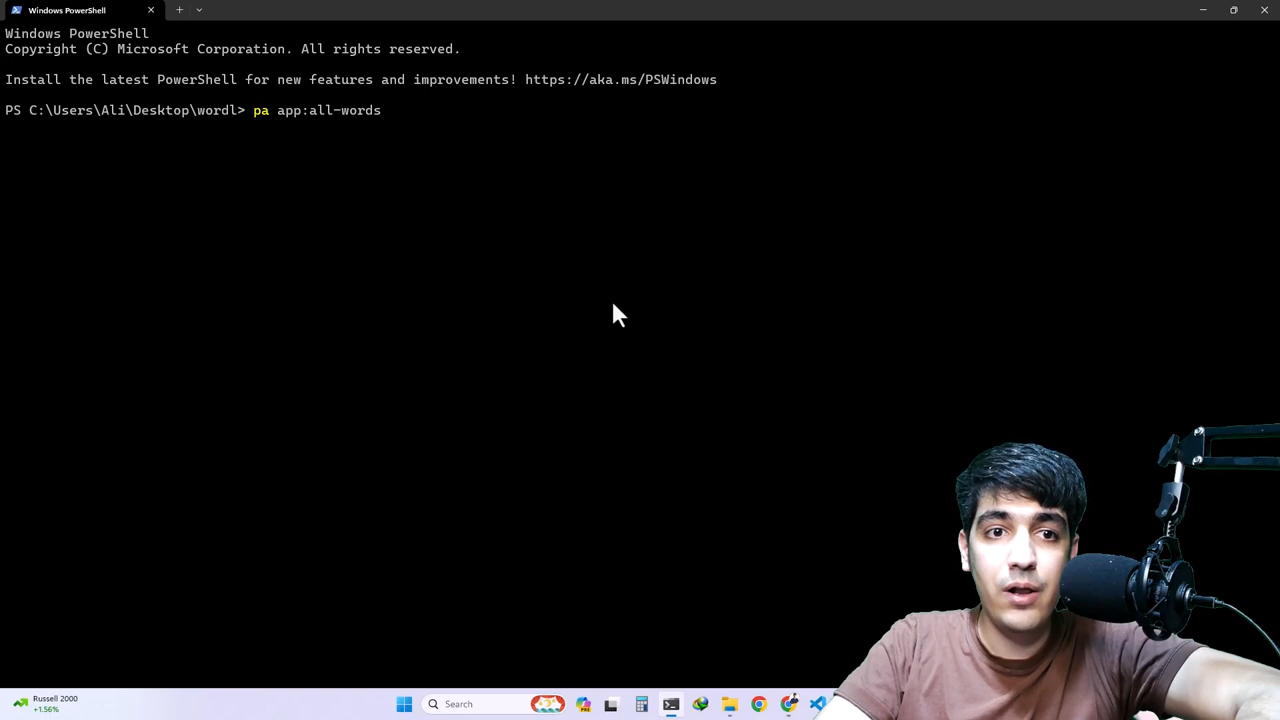 Windows PowerShell
Windows PowerShell
Copyright (C) Microsoft Corporation. All rights reserved.
Install the latest PowerShell for new features and improvements! https://aka.ms/PSWindows
PS C:\Users\Ali\Desktop\wordl> pa app:all-words
Russell 2000
+1.56%
Search